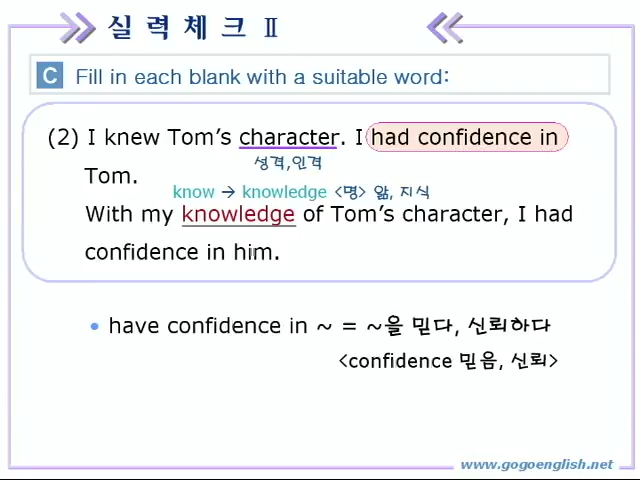 실 력 체 크 Ⅱ
C Fill in each blank with a suitable word:
(2) I knew Tom's character. I had confidence in
성격,인격
Tom.
know → knowledge <명> 앎, 지식
With my knowledge of Tom's character, I had
confidence in him.
• have confidence in ~ = ~을 믿다, 신뢰하다
<confidence 믿음, 신뢰>
www.gogoenglish.net